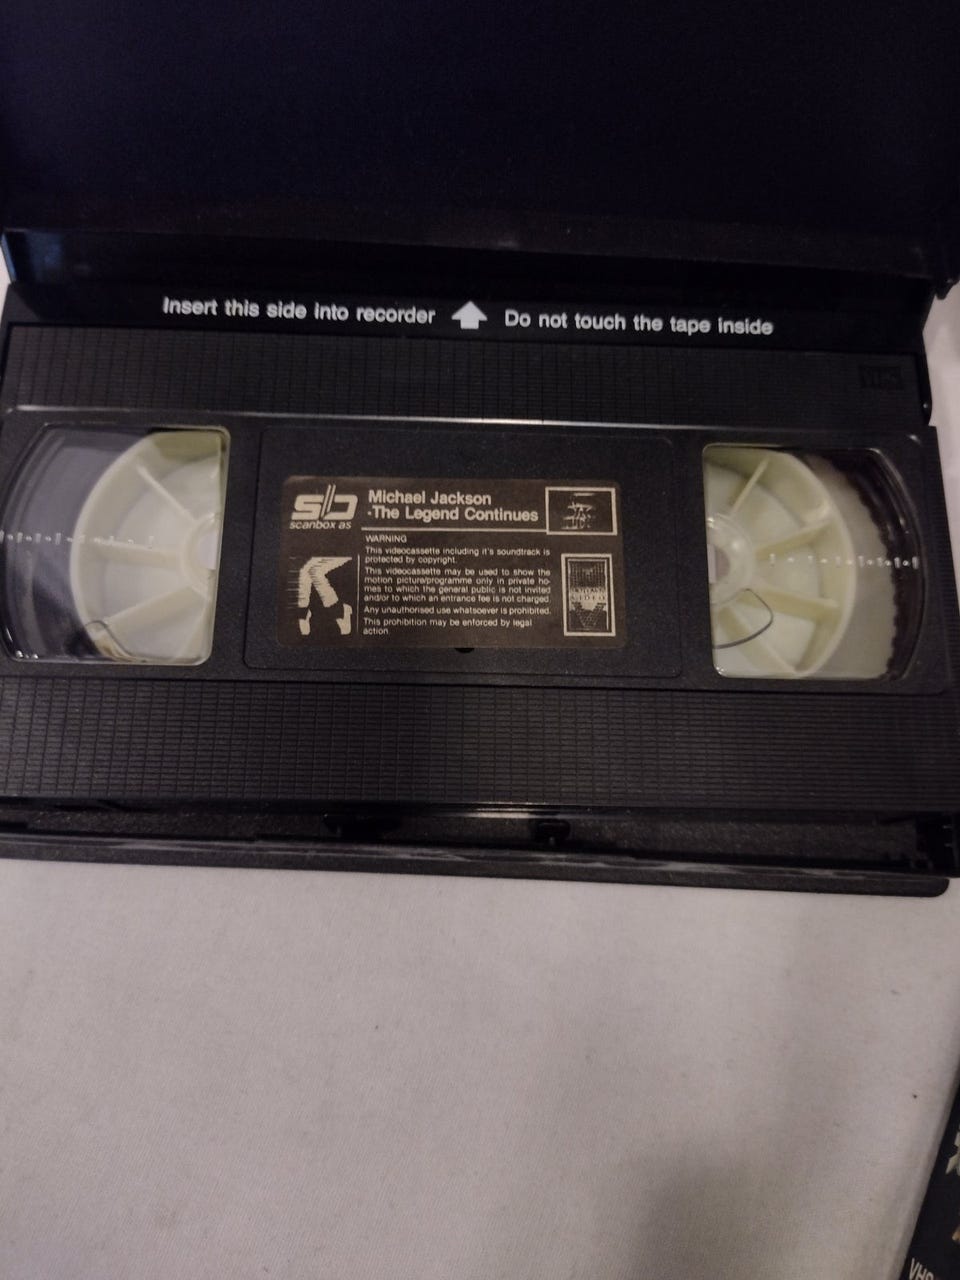 Insert this side into recorder Do not touch the tape inside
VHS
scanbox as
Michael Jackson
·The Legend Continues
WARNING
This videocassette including it's soundtrack is
protected by copyright.
This videocassette may be used to show the
motion picture/programme only in private ho-
mes to which the general public is not invited
and/or to which an entrance fee is not charged.
Any unauthorised use whatsoever is prohibited.
This prohibition may be enforced by legal
action.
VIDEO
VHS